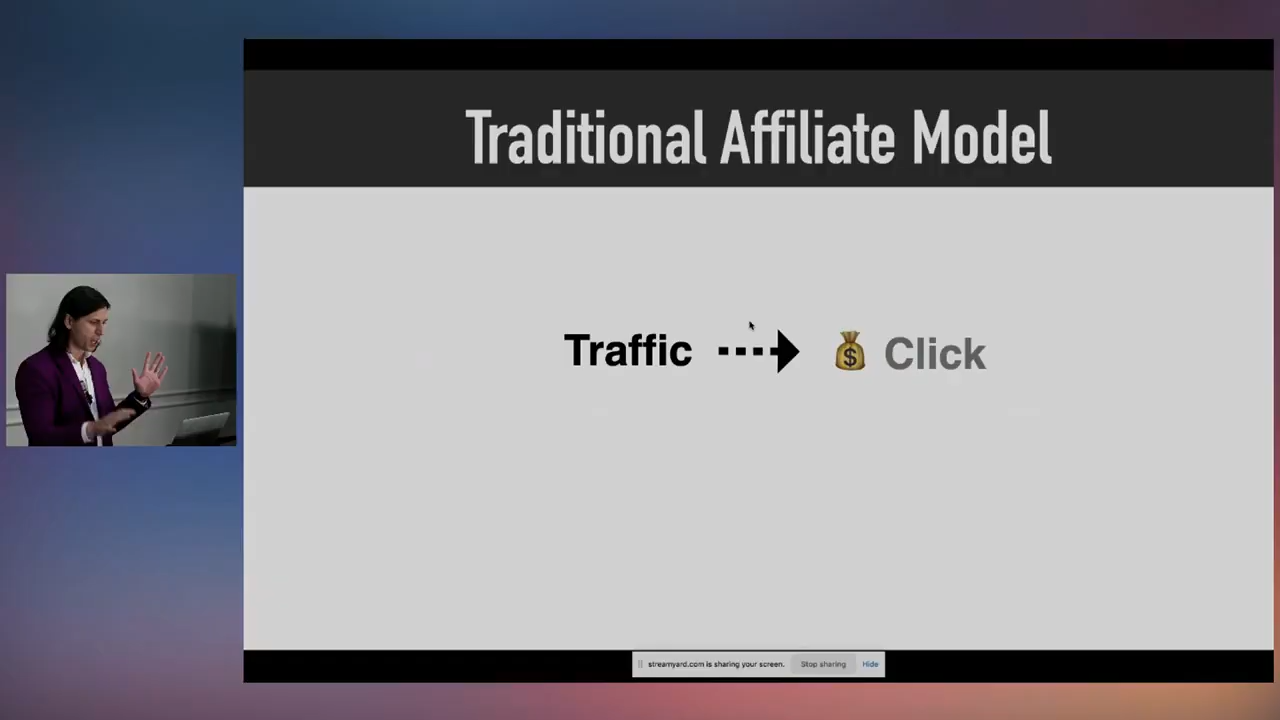 Traditional Affiliate Model
Traffic
💰 Click
streamyard.com is sharing your screen.
Stop sharing
Hide